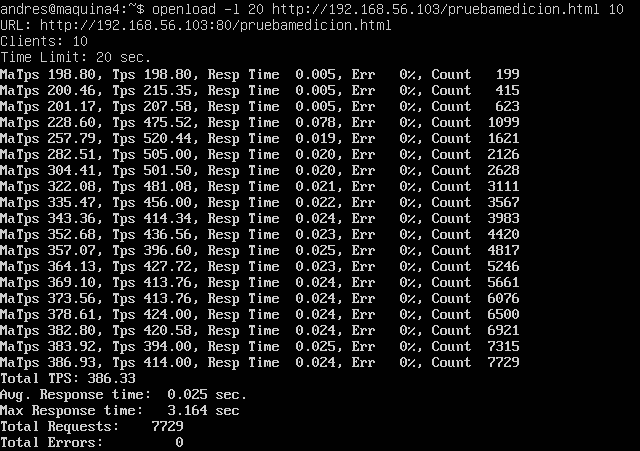 andres@maquina4:~$ openload -l 20 http://192.168.56.103/pruebamedicion.html 10
URL: http://192.168.56.103:80/pruebamedicion.html
Clients: 10
Time Limit: 20 sec.
MaTps 198.80, Tps 198.80, Resp Time  0.005, Err   0%, Count   199
MaTps 200.46, Tps 215.35, Resp Time  0.005, Err   0%, Count   415
MaTps 201.17, Tps 207.58, Resp Time  0.005, Err   0%, Count   623
MaTps 228.60, Tps 475.52, Resp Time  0.078, Err   0%, Count  1099
MaTps 257.79, Tps 520.44, Resp Time  0.019, Err   0%, Count  1621
MaTps 282.51, Tps 505.00, Resp Time  0.020, Err   0%, Count  2126
MaTps 304.41, Tps 501.50, Resp Time  0.020, Err   0%, Count  2628
MaTps 322.08, Tps 481.08, Resp Time  0.021, Err   0%, Count  3111
MaTps 335.47, Tps 456.00, Resp Time  0.022, Err   0%, Count  3567
MaTps 343.36, Tps 414.34, Resp Time  0.024, Err   0%, Count  3983
MaTps 352.68, Tps 436.56, Resp Time  0.023, Err   0%, Count  4420
MaTps 357.07, Tps 396.60, Resp Time  0.025, Err   0%, Count  4817
MaTps 364.13, Tps 427.72, Resp Time  0.023, Err   0%, Count  5246
MaTps 369.10, Tps 413.76, Resp Time  0.024, Err   0%, Count  5661
MaTps 373.56, Tps 413.76, Resp Time  0.024, Err   0%, Count  6076
MaTps 378.61, Tps 424.00, Resp Time  0.024, Err   0%, Count  6500
MaTps 382.80, Tps 420.58, Resp Time  0.024, Err   0%, Count  6921
MaTps 383.92, Tps 394.00, Resp Time  0.025, Err   0%, Count  7315
MaTps 386.93, Tps 414.00, Resp Time  0.024, Err   0%, Count  7729
Total TPS: 386.33
Avg. Response time:  0.025 sec.
Max Response time:   3.164 sec
Total Requests:    7729
Total Errors:         0